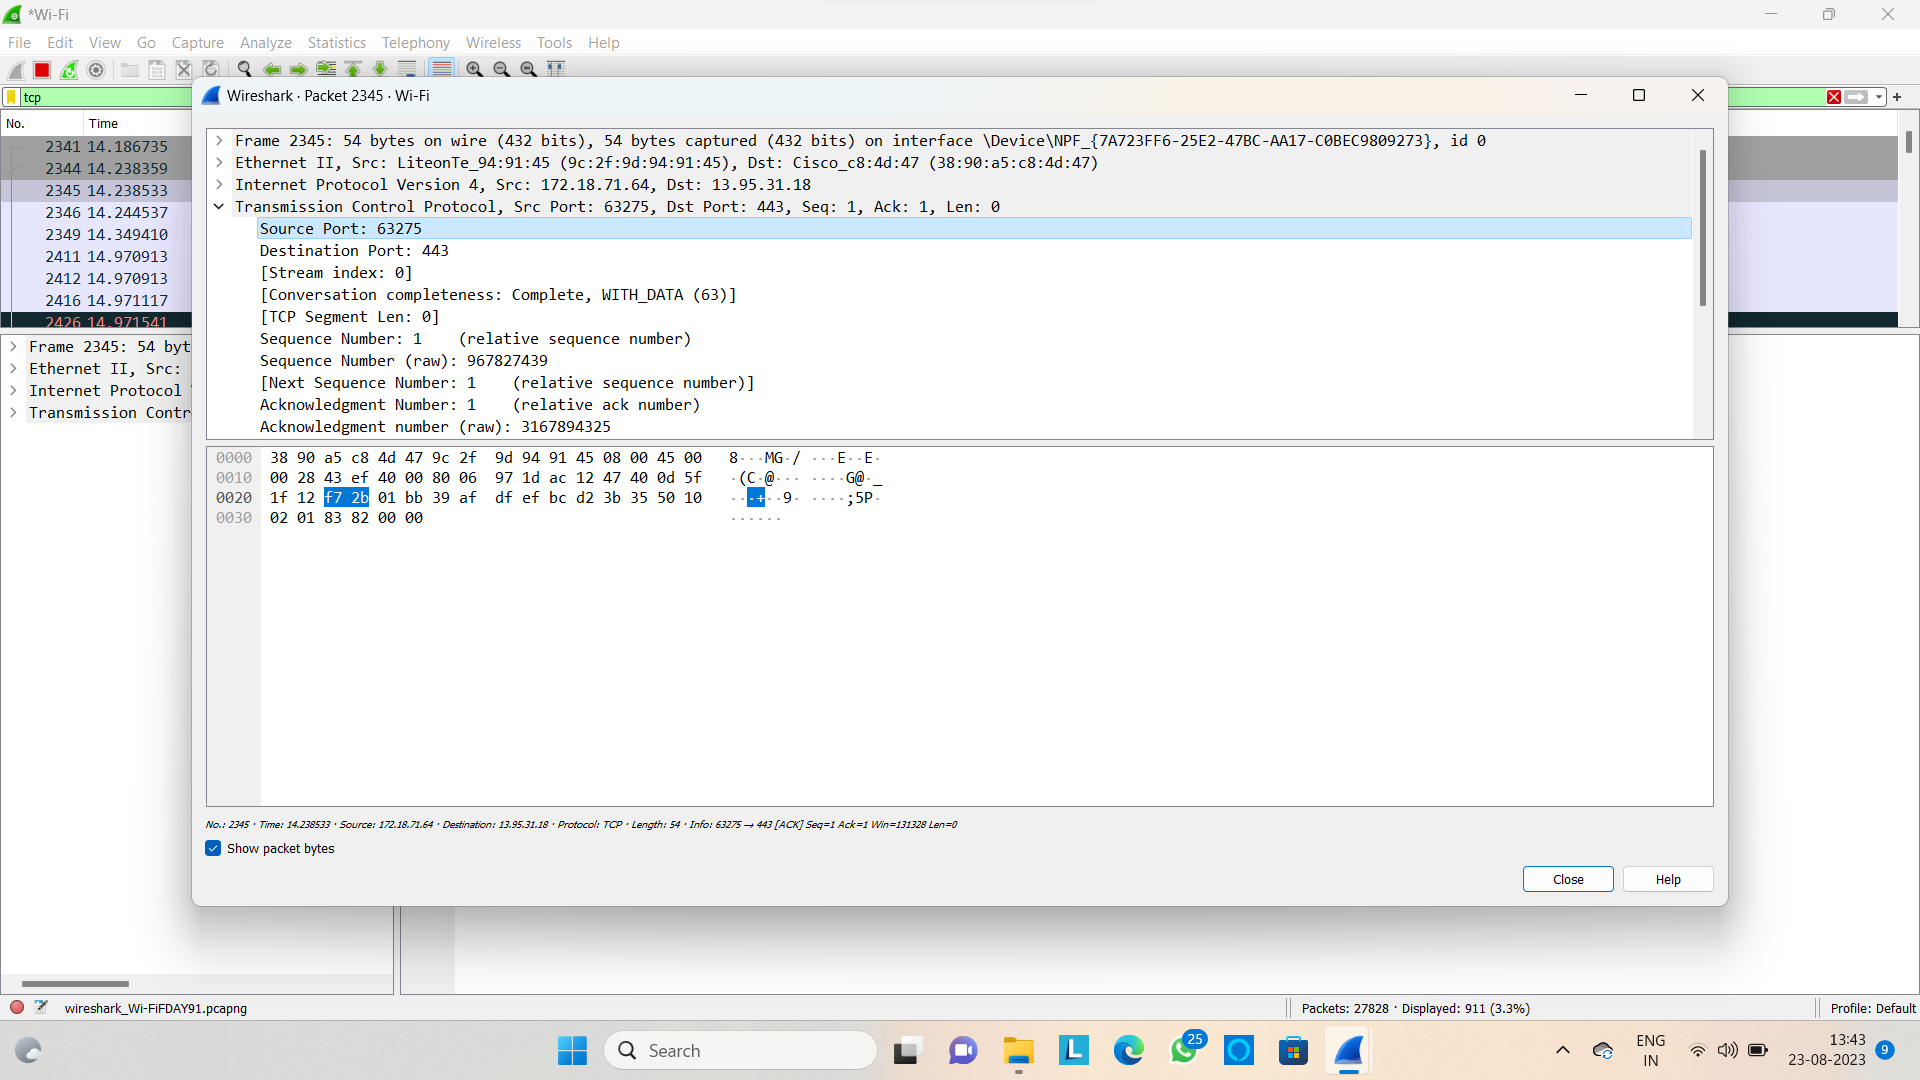 *Wi-Fi
File Edit View Go Capture Analyze Statistics Telephony Wireless Tools Help
tcp
No. Time
2341 14.186735
2344 14.238359
2345 14.238533
2346 14.244537
2349 14.349410
2411 14.970913
2412 14.970913
2416 14.971117
2426 14.971541
Frame 2345: 54 byt
Ethernet II, Src:
Internet Protocol
Transmission Contr
Wireshark · Packet 2345 · Wi-Fi
Frame 2345: 54 bytes on wire (432 bits), 54 bytes captured (432 bits) on interface \Device\NPF_{7A723FF6-25E2-47BC-AA17-C0BEC9809273}, id 0
Ethernet II, Src: LiteonTe_94:91:45 (9c:2f:9d:94:91:45), Dst: Cisco_c8:4d:47 (38:90:a5:c8:4d:47)
Internet Protocol Version 4, Src: 172.18.71.64, Dst: 13.95.31.18
Transmission Control Protocol, Src Port: 63275, Dst Port: 443, Seq: 1, Ack: 1, Len: 0
Source Port: 63275
Destination Port: 443
[Stream index: 0]
[Conversation completeness: Complete, WITH_DATA (63)]
[TCP Segment Len: 0]
Sequence Number: 1    (relative sequence number)
Sequence Number (raw): 967827439
[Next Sequence Number: 1    (relative sequence number)]
Acknowledgment Number: 1    (relative ack number)
Acknowledgment number (raw): 3167894325
0000 38 90 a5 c8 4d 47 9c 2f 9d 94 91 45 08 00 45 00 8···MG·/ ···E··E·
0010 00 28 43 ef 40 00 80 06 97 1d ac 12 47 40 0d 5f ·(C·@··· ····G@·_
0020 1f 12 f7 2b 01 bb 39 af df ef bc d2 3b 35 50 10 ···+··9· ····;5P·
0030 02 01 83 82 00 00 ······
No.: 2345 · Time: 14.238533 · Source: 172.18.71.64 · Destination: 13.95.31.18 · Protocol: TCP · Length: 54 · Info: 63275 → 443 [ACK] Seq=1 Ack=1 Win=131328 Len=0
Show packet bytes
Close Help
wireshark_Wi-FiFDAY91.pcapng
Packets: 27828 · Displayed: 911 (3.3%)
Profile: Default
Search
L
25
ENG
IN
13:43
23-08-2023
9